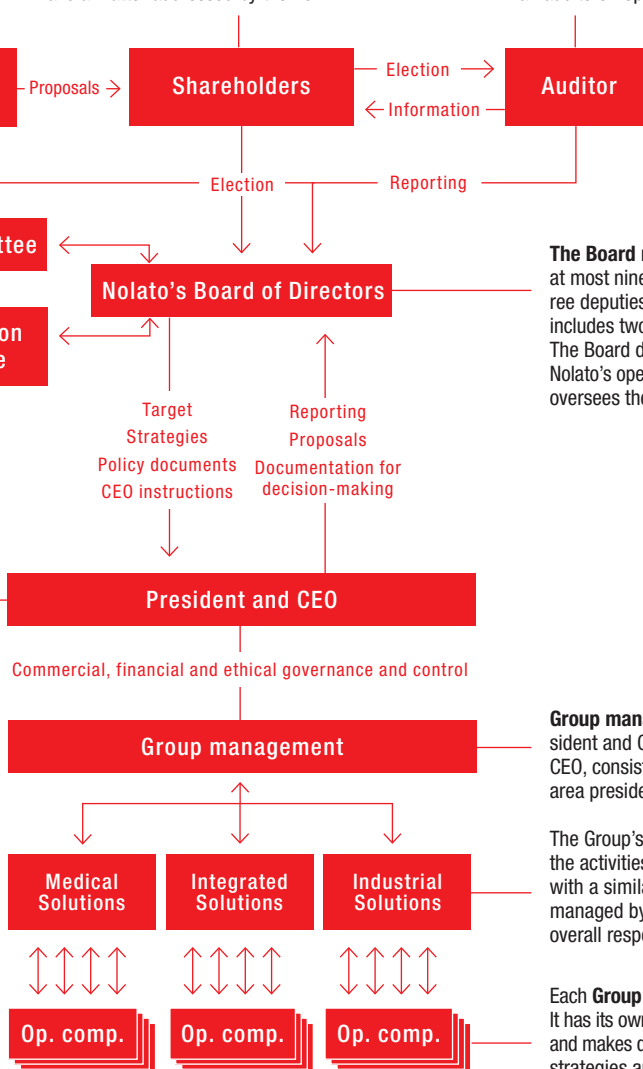 Proposals
Shareholders
Election
Information
Auditor
Election
Reporting
ttee
Nolato's Board of Directors
on
e
The Board
at most nine
ree deputies
includes two
The Board d
Nolato's ope
oversees the
Target
Strategies
Policy documents
CEO instructions
Reporting
Proposals
Documentation for
decision-making
President and CEO
Commercial, financial and ethical governance and control
Group management
Group man
sident and C
CEO, consist
area preside
Medical
Solutions
Integrated
Solutions
Industrial
Solutions
The Group's
the activities
with a simila
managed by
overall respo
Op. comp.
Op. comp.
Op. comp.
Each Group
It has its own
and makes d
strategies a